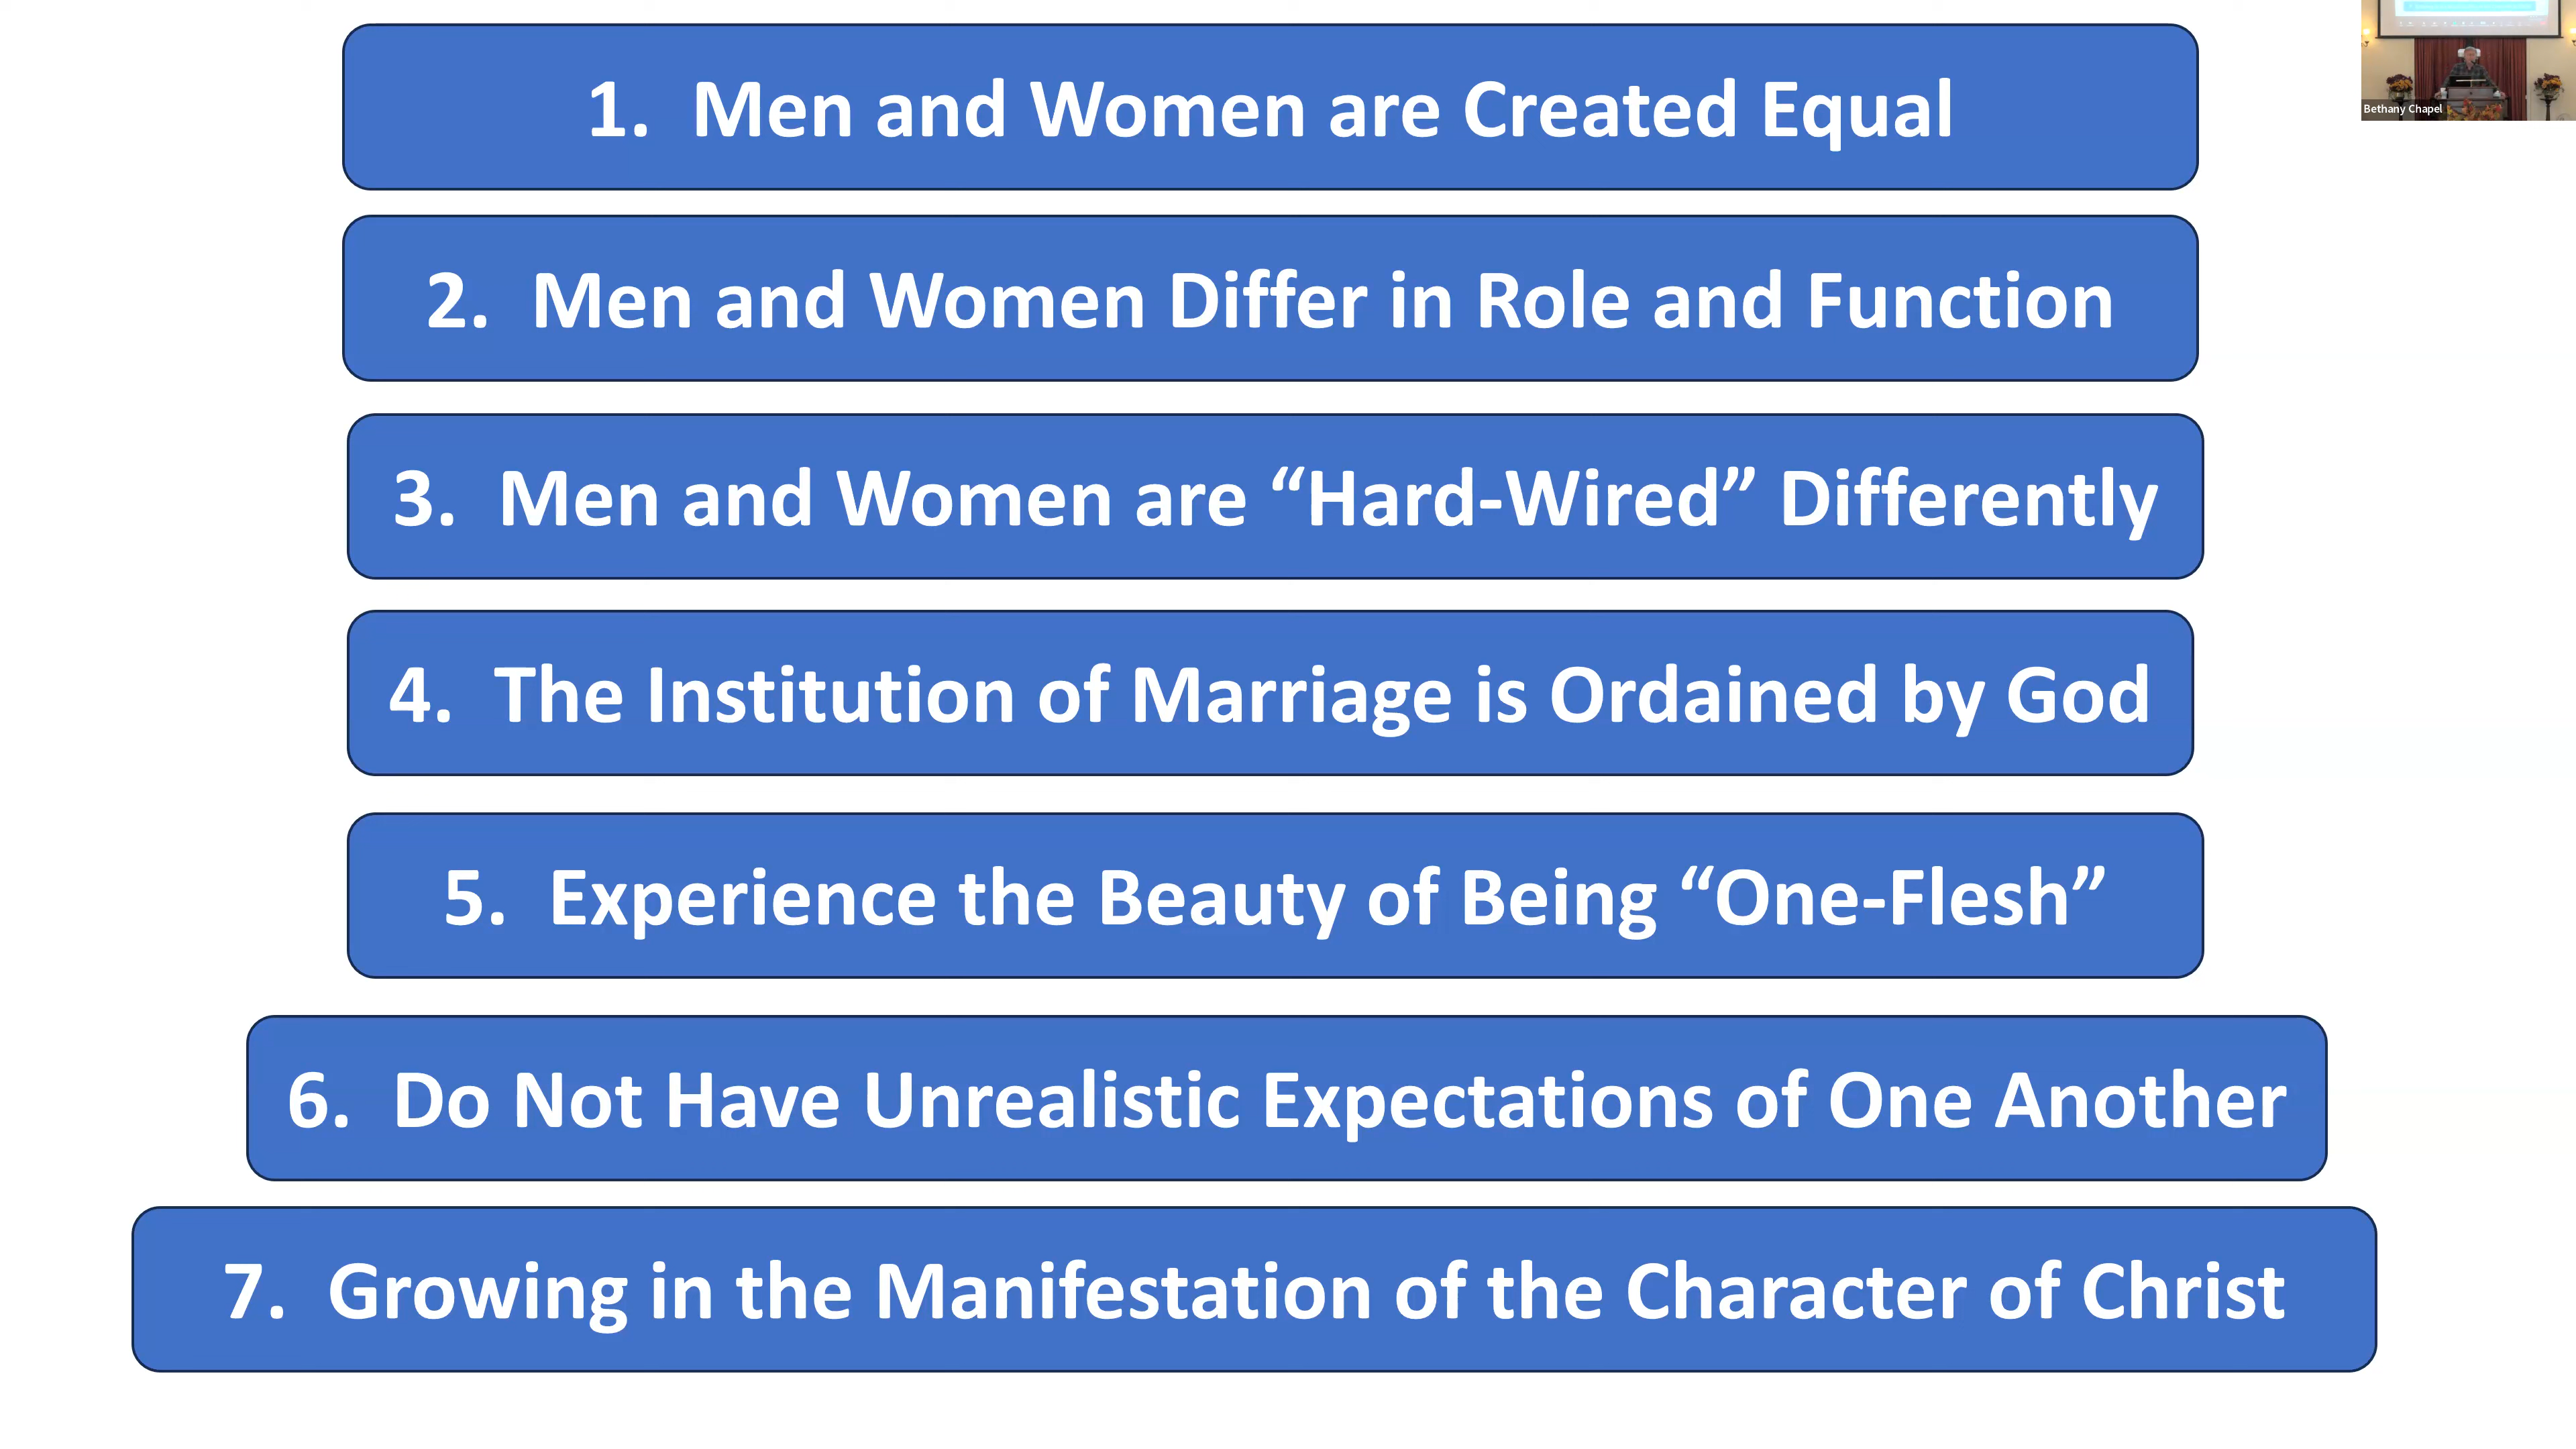 1. Men and Women are Created Equal
Bethany Chapel
2. Men and Women Differ in Role and Function
3. Men and Women are “Hard-Wired” Differently
4. The Institution of Marriage is Ordained by God
5. Experience the Beauty of Being “One-Flesh”
6. Do Not Have Unrealistic Expectations of One Another
7. Growing in the Manifestation of the Character of Christ